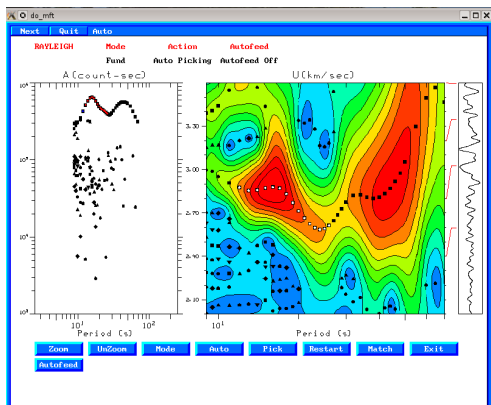 do_mft
Next Quit Auto
RAYLEIGH Mode Action Autofeed
Fund Auto Picking Autofeed Off
A(count-sec) U(km/sec)
3.30
3.00
2.70
2.40
2.10
10¹ 10² 10¹
Period (s) Period (s)
Zoom UnZoom Mode Auto Pick Restart Match Exit
Autofeed